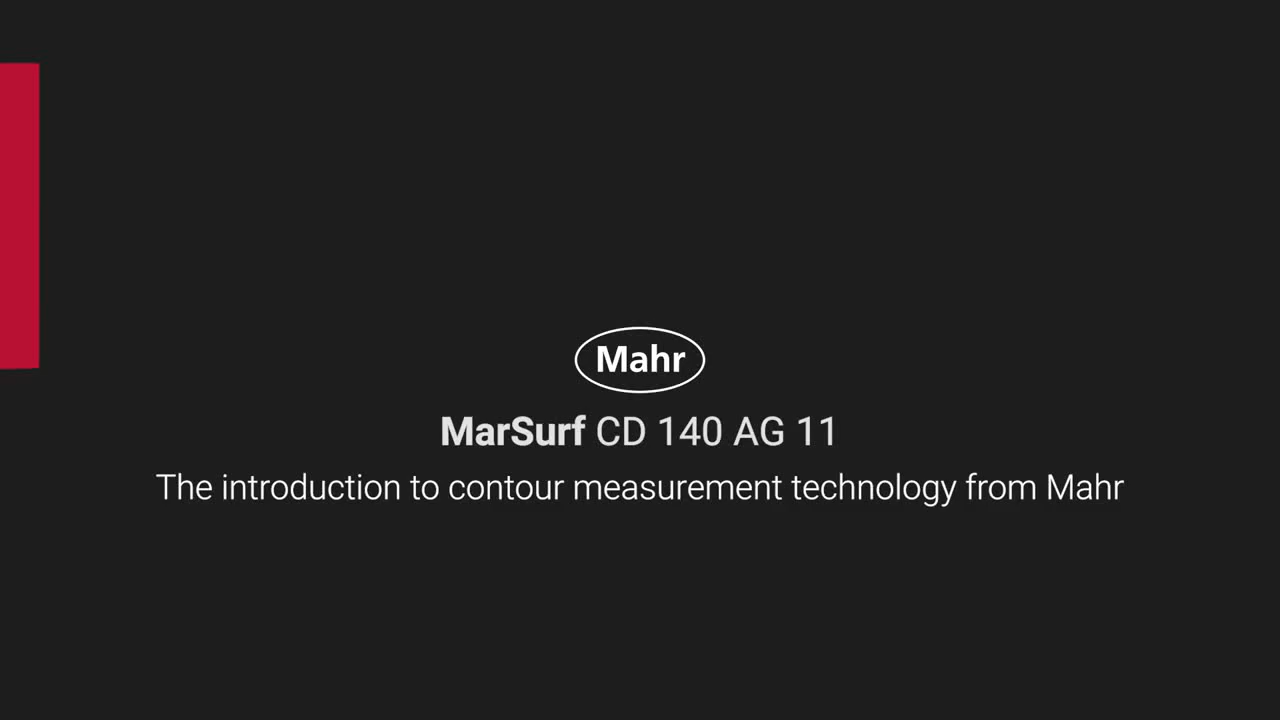 Mahr
MarSurf CD 140 AG 11
The introduction to contour measurement technology from Mahr